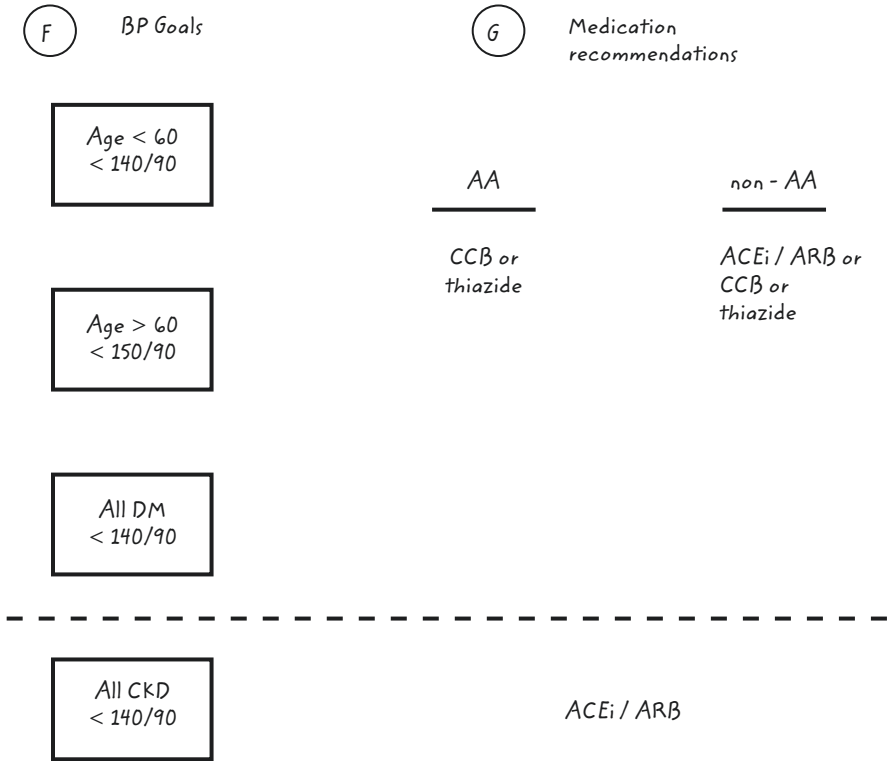 F
BP Goals
G
Medication
recommendations
Age < 60
< 140/90
AA
non - AA
CCB or
thiazide
ACEi / ARB or
CCB or
thiazide
Age > 60
< 150/90
All DM
< 140/90
All CKD
< 140/90
ACEi / ARB